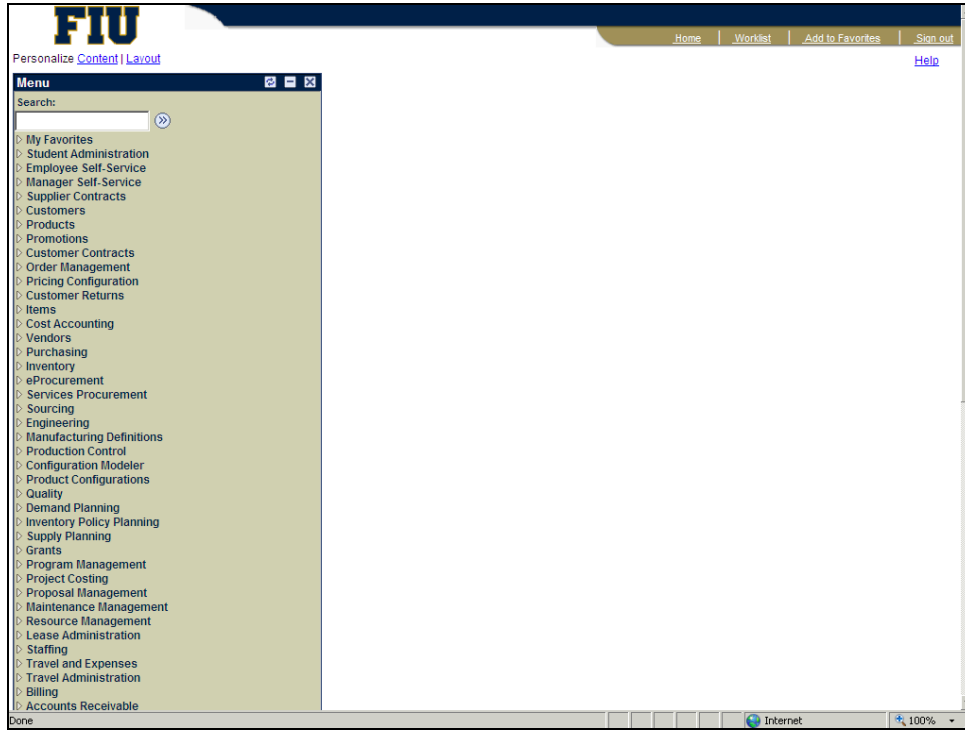 FIU
Home | Worklist | Add to Favorites | Sign out
Personalize Content | Layout
Help
Menu
Search:
My Favorites
Student Administration
Employee Self-Service
Manager Self-Service
Supplier Contracts
Customers
Products
Promotions
Customer Contracts
Order Management
Pricing Configuration
Customer Returns
Items
Cost Accounting
Vendors
Purchasing
Inventory
eProcurement
Services Procurement
Sourcing
Engineering
Manufacturing Definitions
Production Control
Configuration Modeler
Product Configurations
Quality
Demand Planning
Inventory Policy Planning
Supply Planning
Grants
Program Management
Project Costing
Proposal Management
Maintenance Management
Resource Management
Lease Administration
Staffing
Travel and Expenses
Travel Administration
Billing
Accounts Receivable
Done Internet 100%